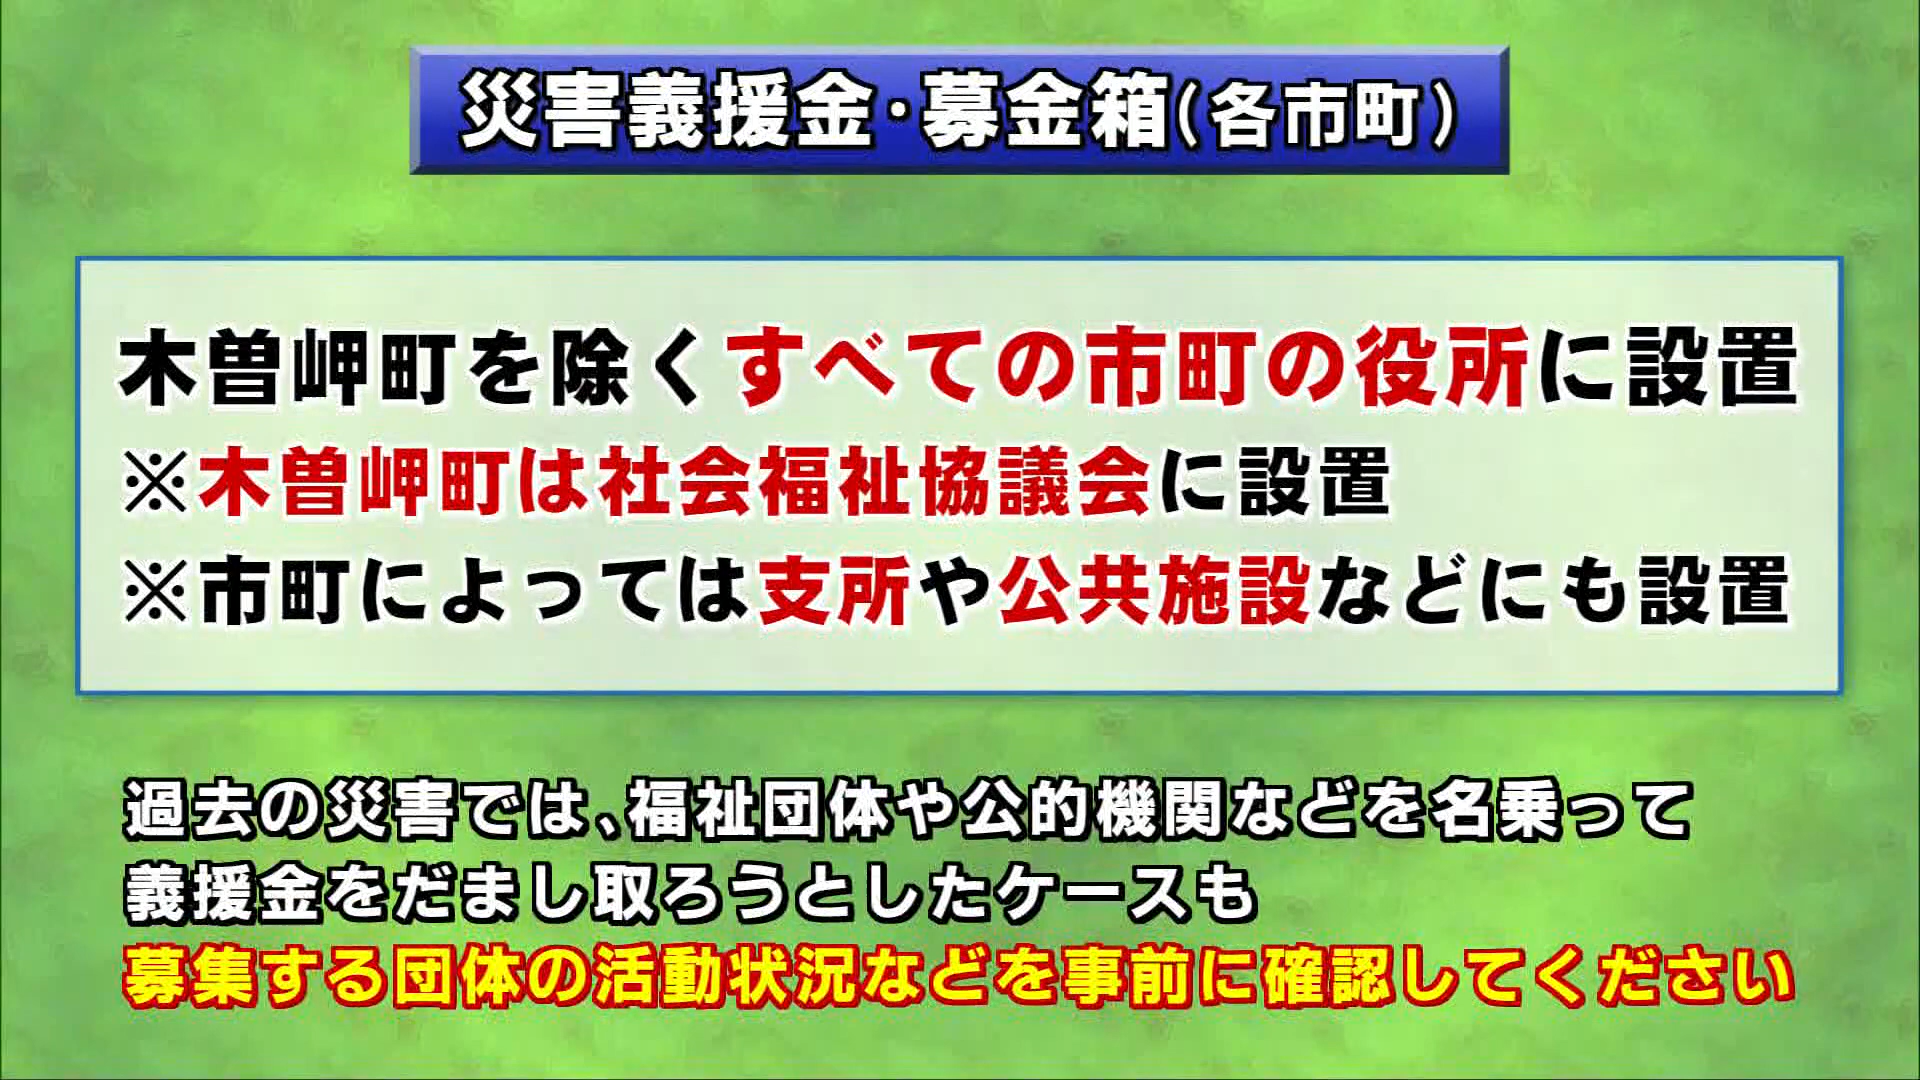 災害義援金・募金箱(各市町)
木曽岬町を除くすべての市町の役所に設置
※木曽岬町は社会福祉協議会に設置
※市町によっては支所や公共施設などにも設置
過去の災害では、福祉団体や公的機関などを名乗って
義援金をだまし取ろうとしたケースも
募集する団体の活動状況などを事前に確認してください